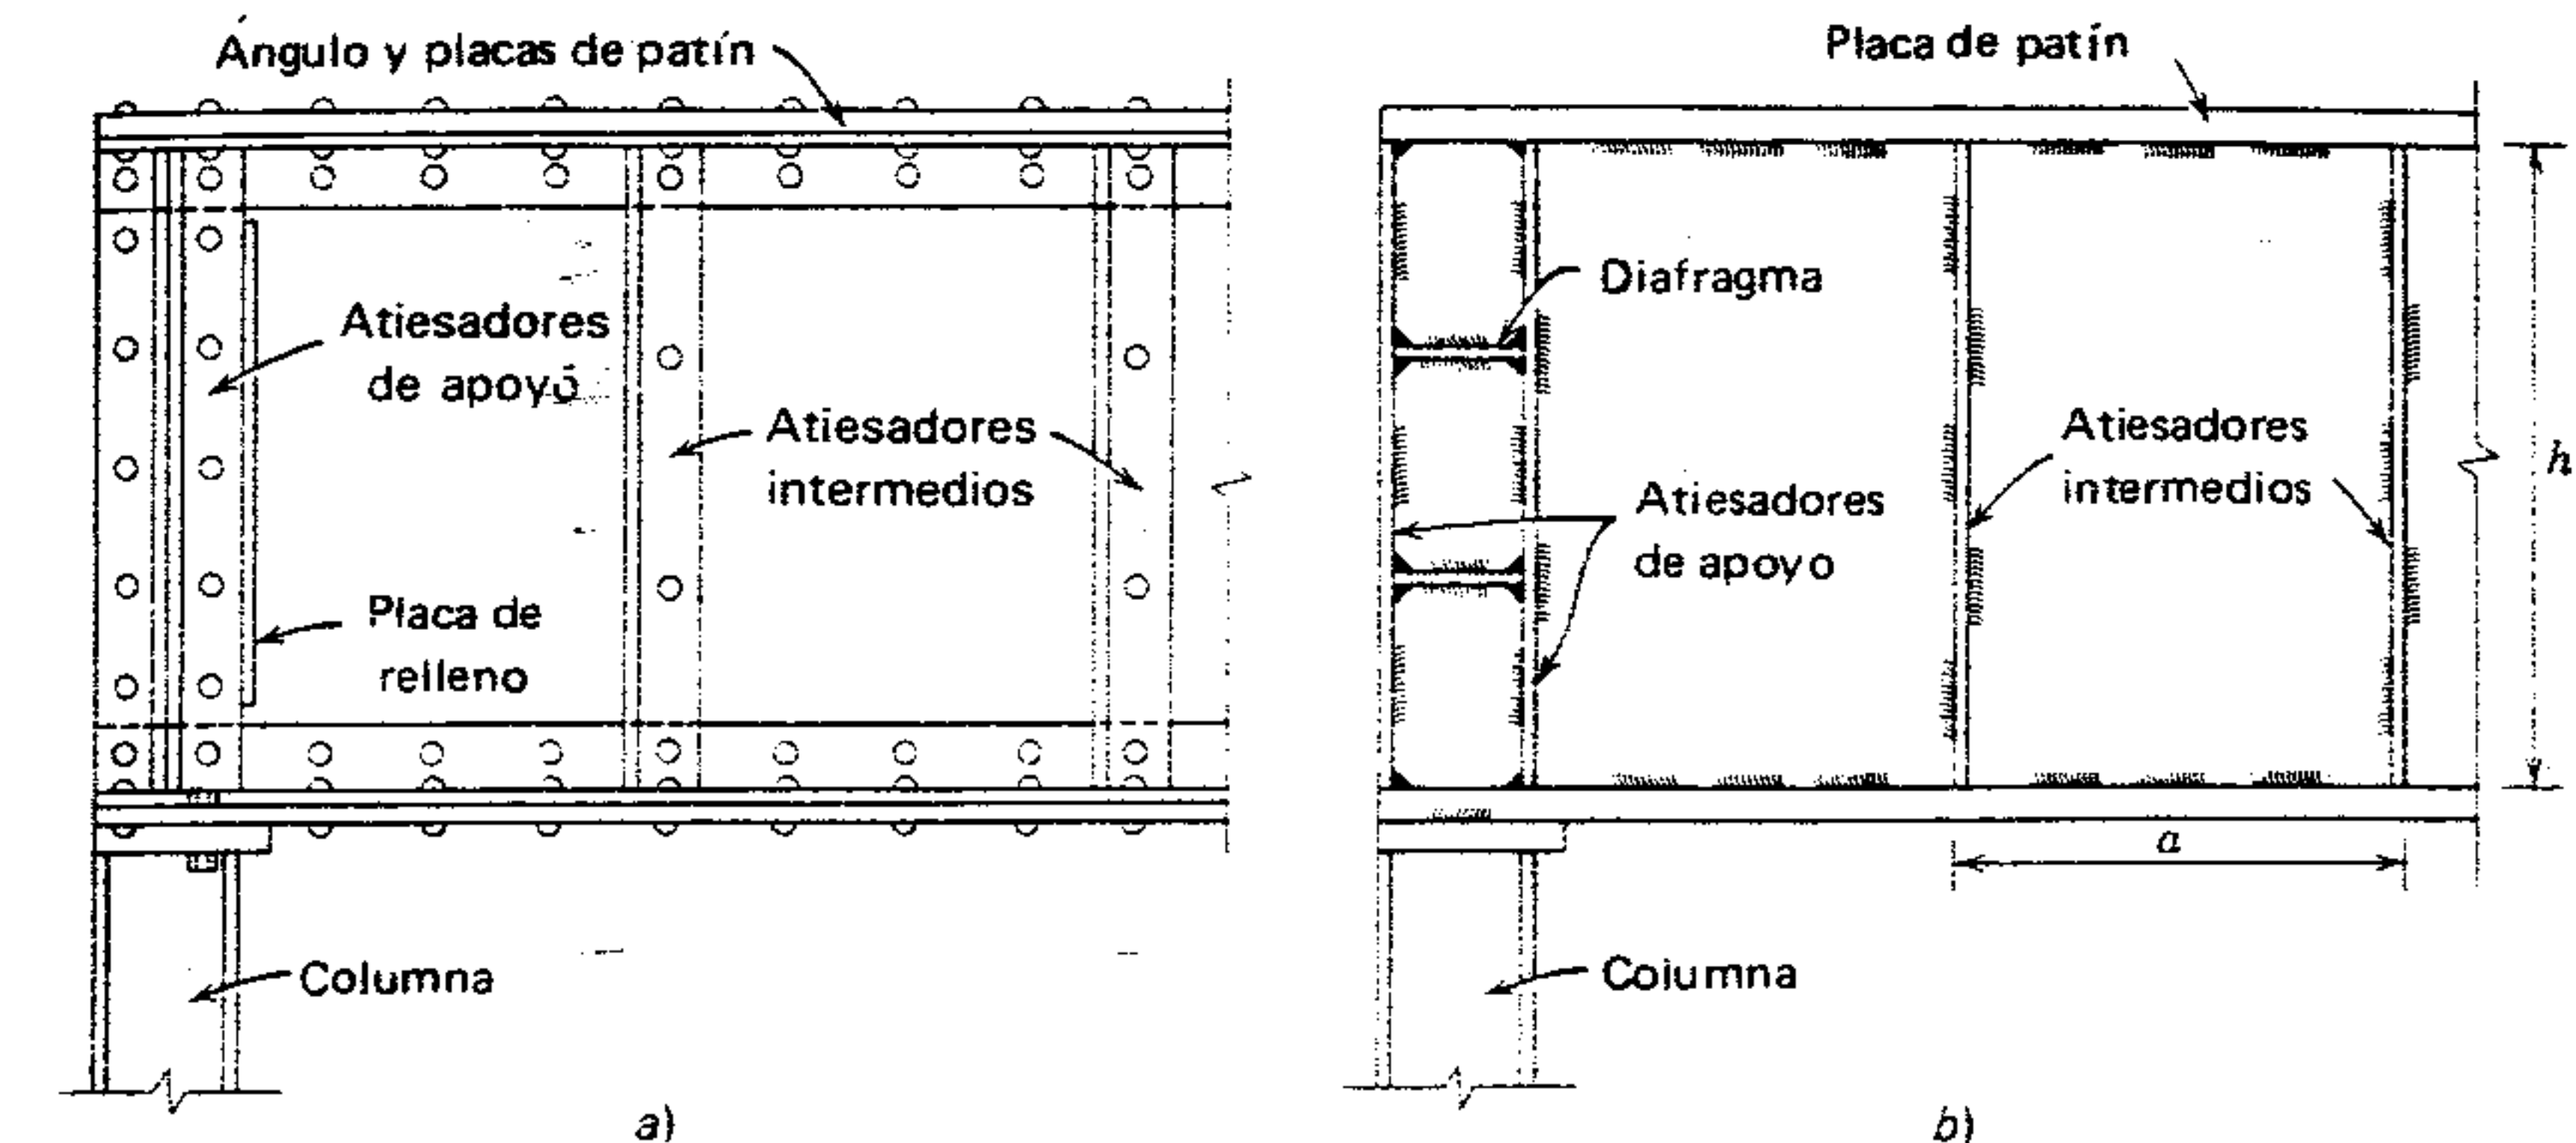 Ángulo y placas de patín
Atiesadores
de apoyo
Atiesadores
intermedios
Placa de
relleno
Columna
a)
Placa de patín
Diafragma
Atiesadores
de apoyo
Atiesadores
intermedios
h
a
Columna
b)